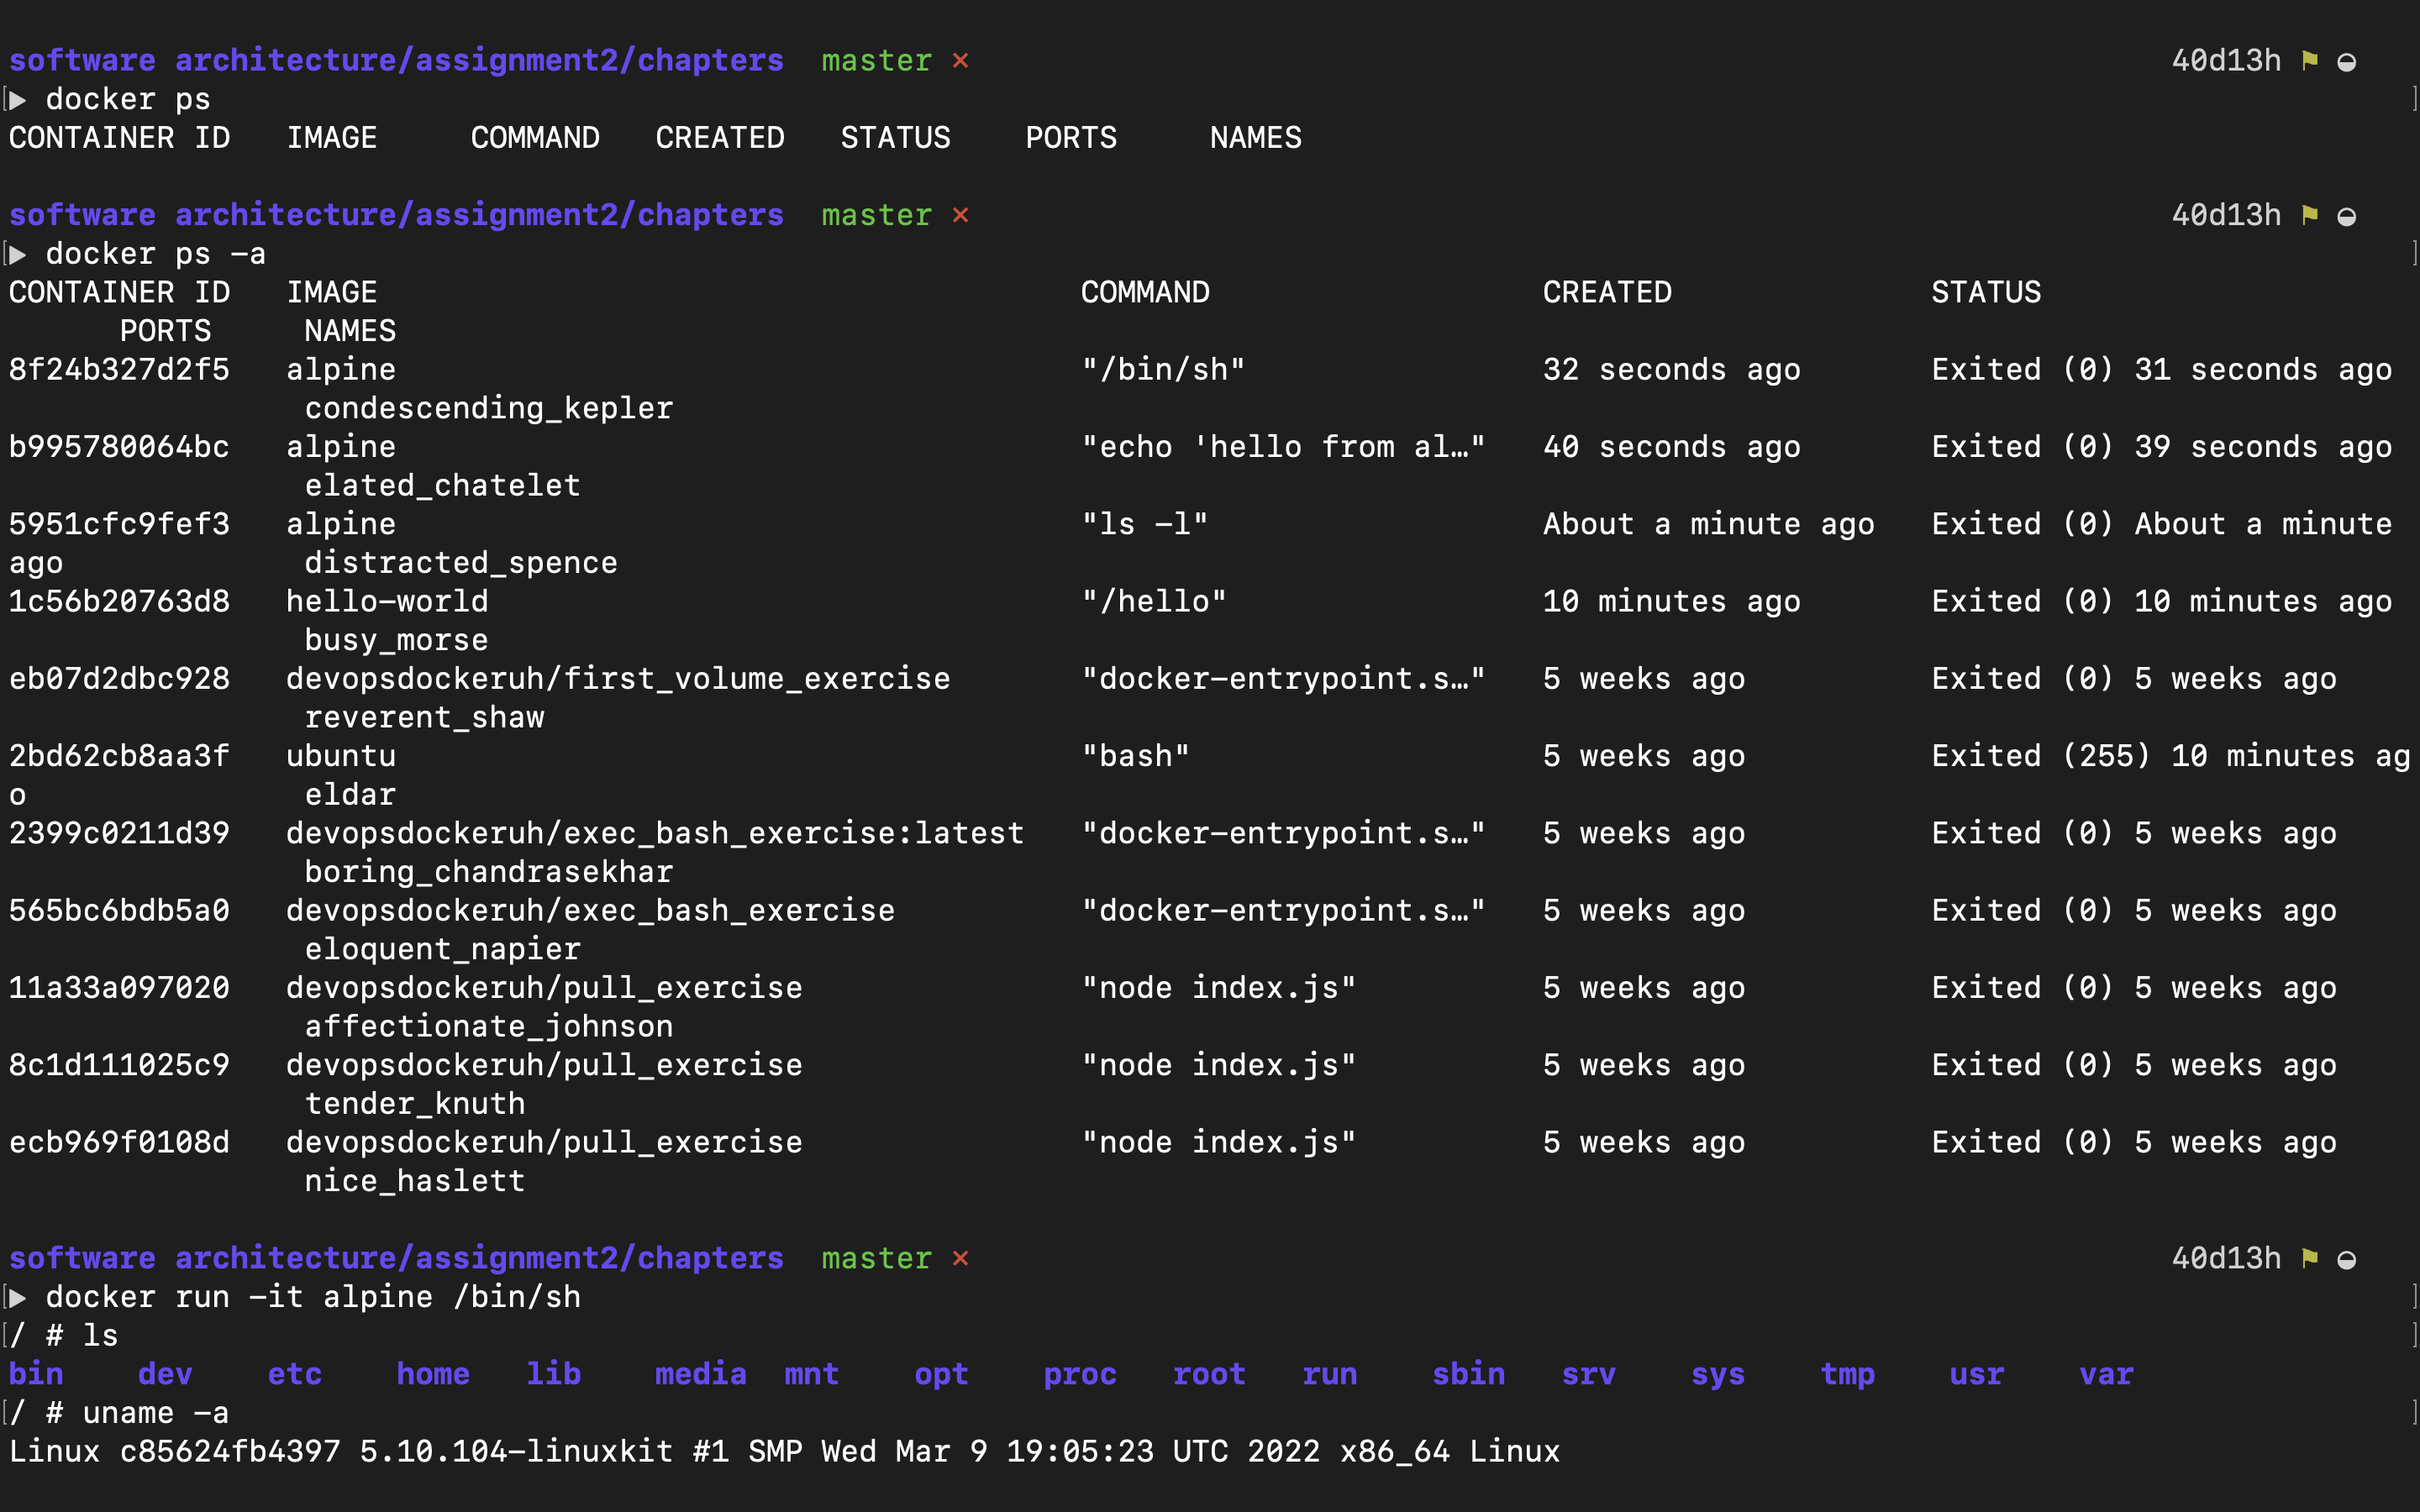 software architecture/assignment2/chapters  master ×  40d13h ⚑ ◒
▶ docker ps
CONTAINER ID   IMAGE     COMMAND   CREATED   STATUS    PORTS     NAMES
software architecture/assignment2/chapters  master ×  40d13h ⚑ ◒
▶ docker ps -a
CONTAINER ID   IMAGE   COMMAND   CREATED   STATUS
      PORTS     NAMES
8f24b327d2f5   alpine   "/bin/sh"   32 seconds ago   Exited (0) 31 seconds ago
                condescending_kepler
b995780064bc   alpine   "echo 'hello from al…"   40 seconds ago   Exited (0) 39 seconds ago
                elated_chatelet
5951cfc9fef3   alpine   "ls -l"   About a minute ago   Exited (0) About a minute
ago             distracted_spence
1c56b20763d8   hello-world   "/hello"   10 minutes ago   Exited (0) 10 minutes ago
                busy_morse
eb07d2dbc928   devopsdockeruh/first_volume_exercise   "docker-entrypoint.s…"   5 weeks ago   Exited (0) 5 weeks ago
                reverent_shaw
2bd62cb8aa3f   ubuntu   "bash"   5 weeks ago   Exited (255) 10 minutes ag
o               eldar
2399c0211d39   devopsdockeruh/exec_bash_exercise:latest   "docker-entrypoint.s…"   5 weeks ago   Exited (0) 5 weeks ago
                boring_chandrasekhar
565bc6bdb5a0   devopsdockeruh/exec_bash_exercise   "docker-entrypoint.s…"   5 weeks ago   Exited (0) 5 weeks ago
                eloquent_napier
11a33a097020   devopsdockeruh/pull_exercise   "node index.js"   5 weeks ago   Exited (0) 5 weeks ago
                affectionate_johnson
8c1d111025c9   devopsdockeruh/pull_exercise   "node index.js"   5 weeks ago   Exited (0) 5 weeks ago
                tender_knuth
ecb969f0108d   devopsdockeruh/pull_exercise   "node index.js"   5 weeks ago   Exited (0) 5 weeks ago
                nice_haslett
software architecture/assignment2/chapters  master ×  40d13h ⚑ ◒
▶ docker run -it alpine /bin/sh
/ # ls
bin    dev    etc    home   lib    media  mnt    opt    proc   root   run    sbin   srv    sys    tmp    usr    var
/ # uname -a
Linux c85624fb4397 5.10.104-linuxkit #1 SMP Wed Mar 9 19:05:23 UTC 2022 x86_64 Linux